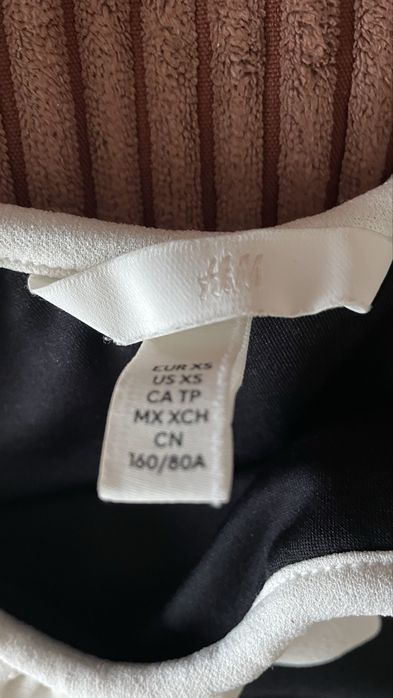 H&M
EUR XS
US XS
CA TP
MX XCH
CN
160/80A